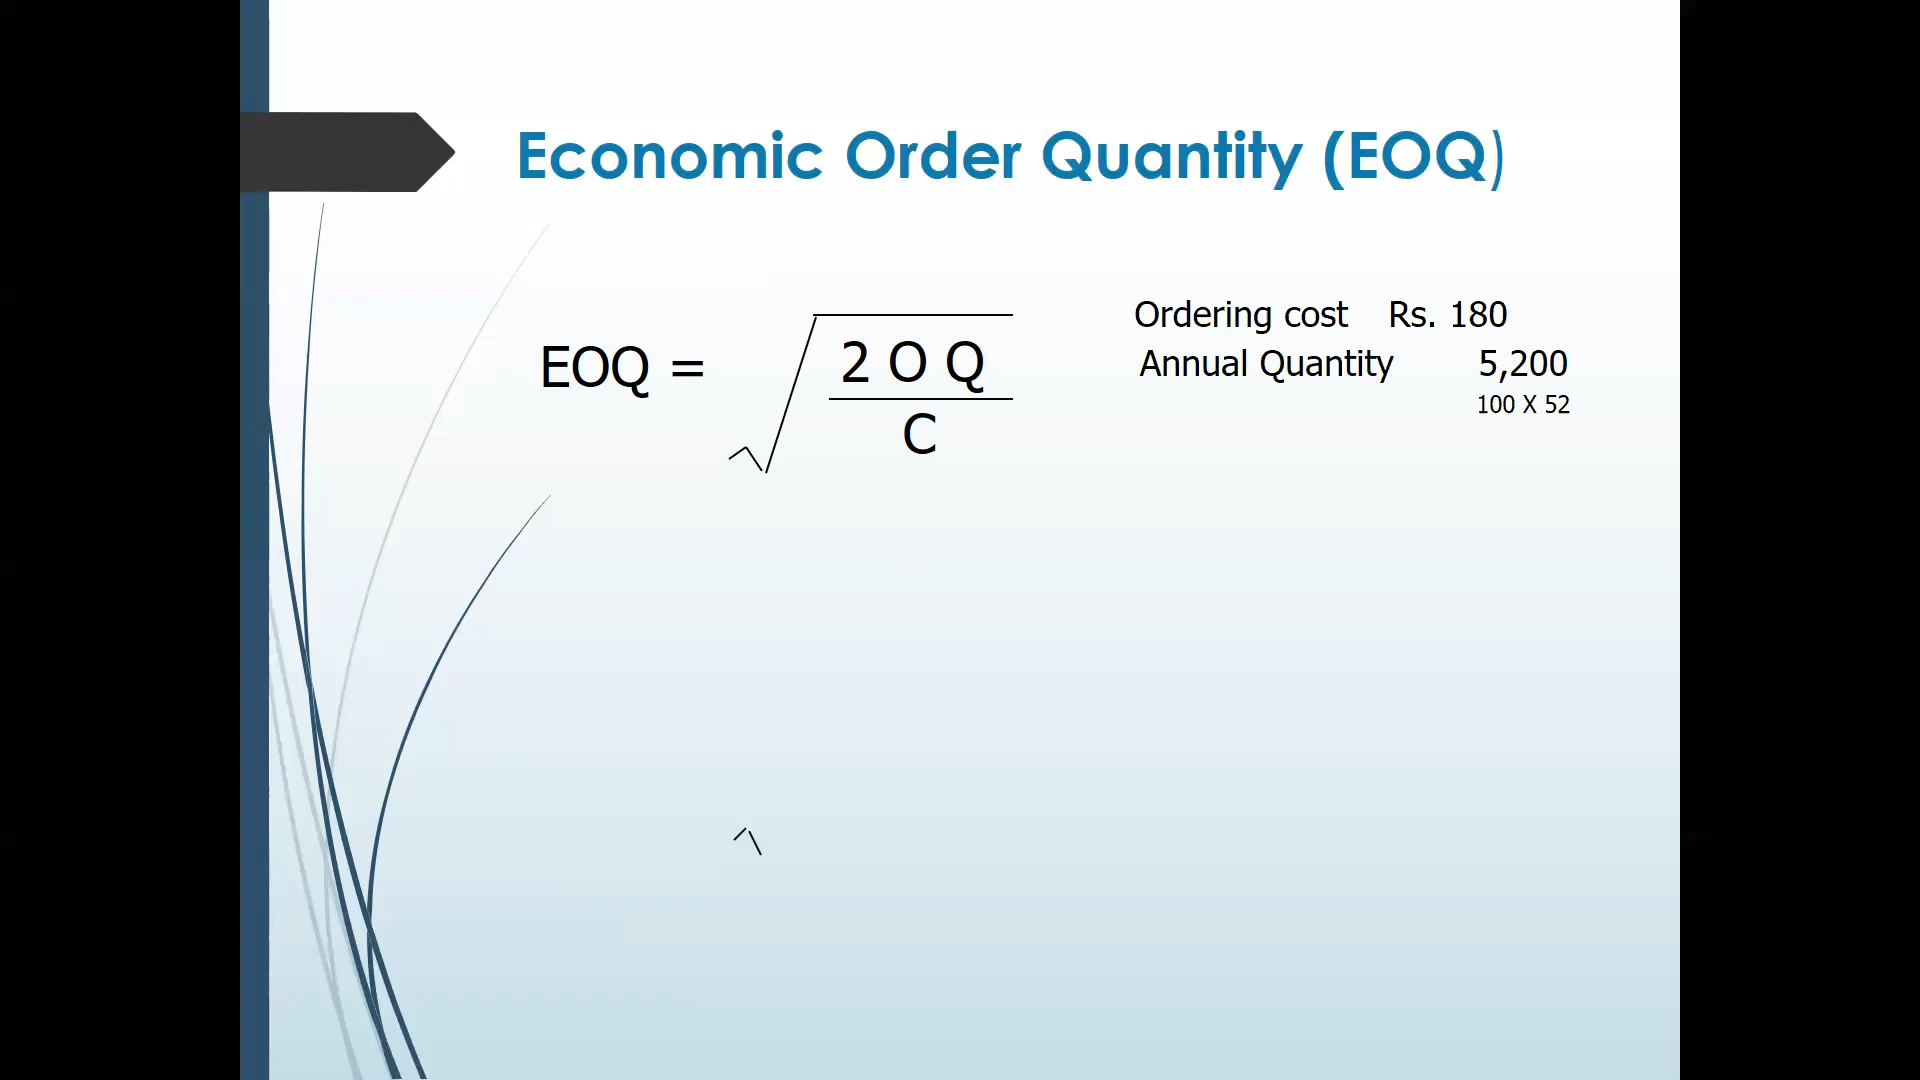 Economic Order Quantity (EOQ)
EOQ = √ 2 O Q
C
Ordering cost Rs. 180
Annual Quantity 5,200
100 X 52